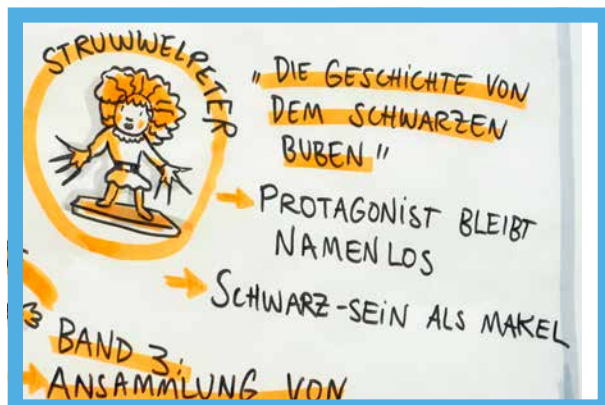 STRUWWELPETER
„DIE GESCHICHTE VON
DEM SCHWARZEN
BUBEN"
→ PROTAGONIST BLEIBT
NAMENLOS
→ SCHWARZ-SEIN ALS MAKEL
BAND 3:
→ ANSAMMLUNG VON